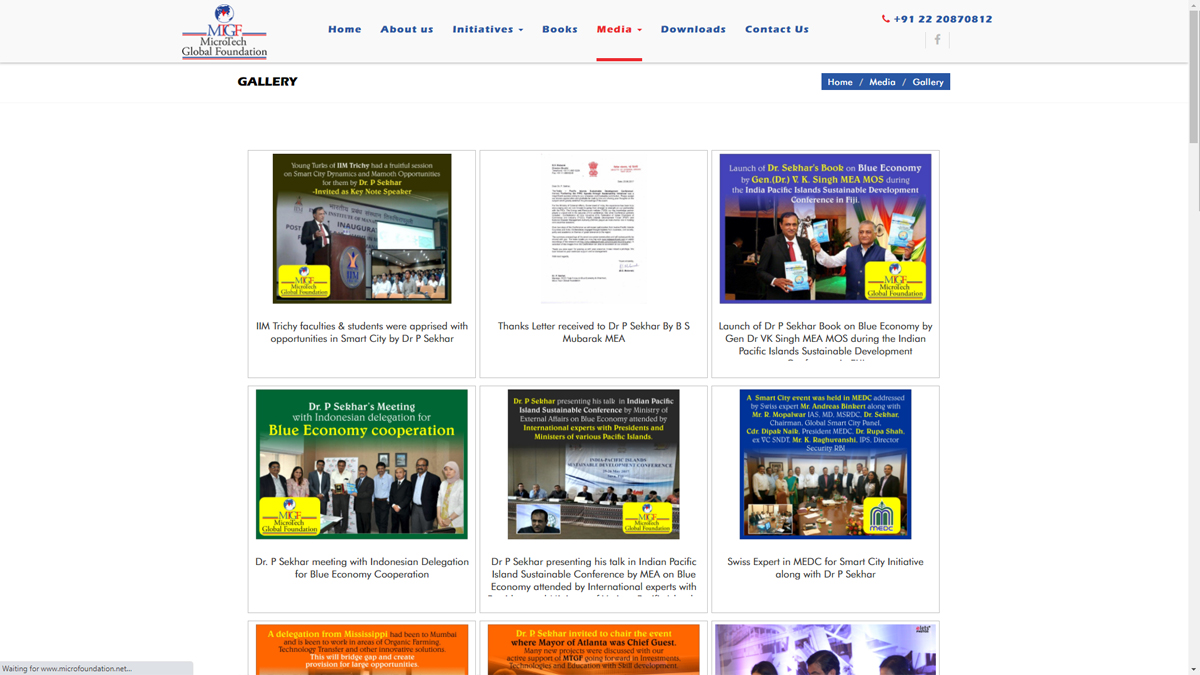 +91 22 20870812
MTGF
MicroTech
Global Foundation
Home
About us
Initiatives
Books
Media
Downloads
Contact Us
GALLERY
Home / Media / Gallery
Young Turks of IIM Trichy had a fruitful session
on Smart City Dynamics and Mamoth Opportunities
for them by Dr. P Sekhar
-Invited as Key Note Speaker
INAUGURA
MTGF
MicroTech
Global Foundation
IIM Trichy faculties & students were apprised with
opportunities in Smart City by Dr P Sekhar
Thanks Letter received to Dr P Sekhar By B S
Mubarak MEA
Launch of Dr. Sekhar's Book on Blue Economy
by Gen.(Dr.) V. K. Singh MEA MOS during
the India Pacific Islands Sustainable Development
Conference in Fiji.
MTGF
MicroTech
Global Foundation
Launch of Dr P Sekhar Book on Blue Economy by
Gen Dr VK Singh MEA MOS during the Indian
Pacific Islands Sustainable Development
Dr. P Sekhar's Meeting
with Indonesian delegation for
Blue Economy cooperation
MTGF
MicroTech
Global Foundation
Dr. P Sekhar meeting with Indonesian Delegation
for Blue Economy Cooperation
Dr. P Sekhar presenting his talk in Indian Pacific
Island Sustainable Conference by Ministry of
External Affairs on Blue Economy attended by
International experts with Presidents and
Ministers of various Pacific Islands.
INDIA-PACIFIC ISLANDS
SUSTAINABLE DEVELOPMENT CONFERENCE
MTGF
MicroTech
Global Foundation
Dr P Sekhar presenting his talk in Indian Pacific
Island Sustainable Conference by MEA on Blue
Economy attended by International experts with
A Smart City event was held in MEDC addressed
by Swiss expert Mr. Andreas Binkert along with
Mr. R. Mopalwar IAS, MD, MSRDC, Dr. Sekhar,
Chairman, Global Smart City Panel,
Cdr. Dipak Naik, President MEDC, Dr. Rupa Shah,
ex VC SNDT, Mr. K. Raghuvanshi, IPS, Director
Security RBI
MEDC
Swiss Expert in MEDC for Smart City Initiative
along with Dr P Sekhar
A delegation from Mississippi had been to Mumbai
and is keen to work in areas of Organic Farming,
Technology Transfer and other innovative solutions.
This will bridge gap and create
provision for large opportunities.
Dr. P Sekhar invited to chair the event
where Mayor of Atlanta was Chief Guest.
Many new projects were discussed with our
active support of MTGF going forward in Investments,
Technologies and Education with Skill development.
elets
Waiting for www.microfoundation.net...